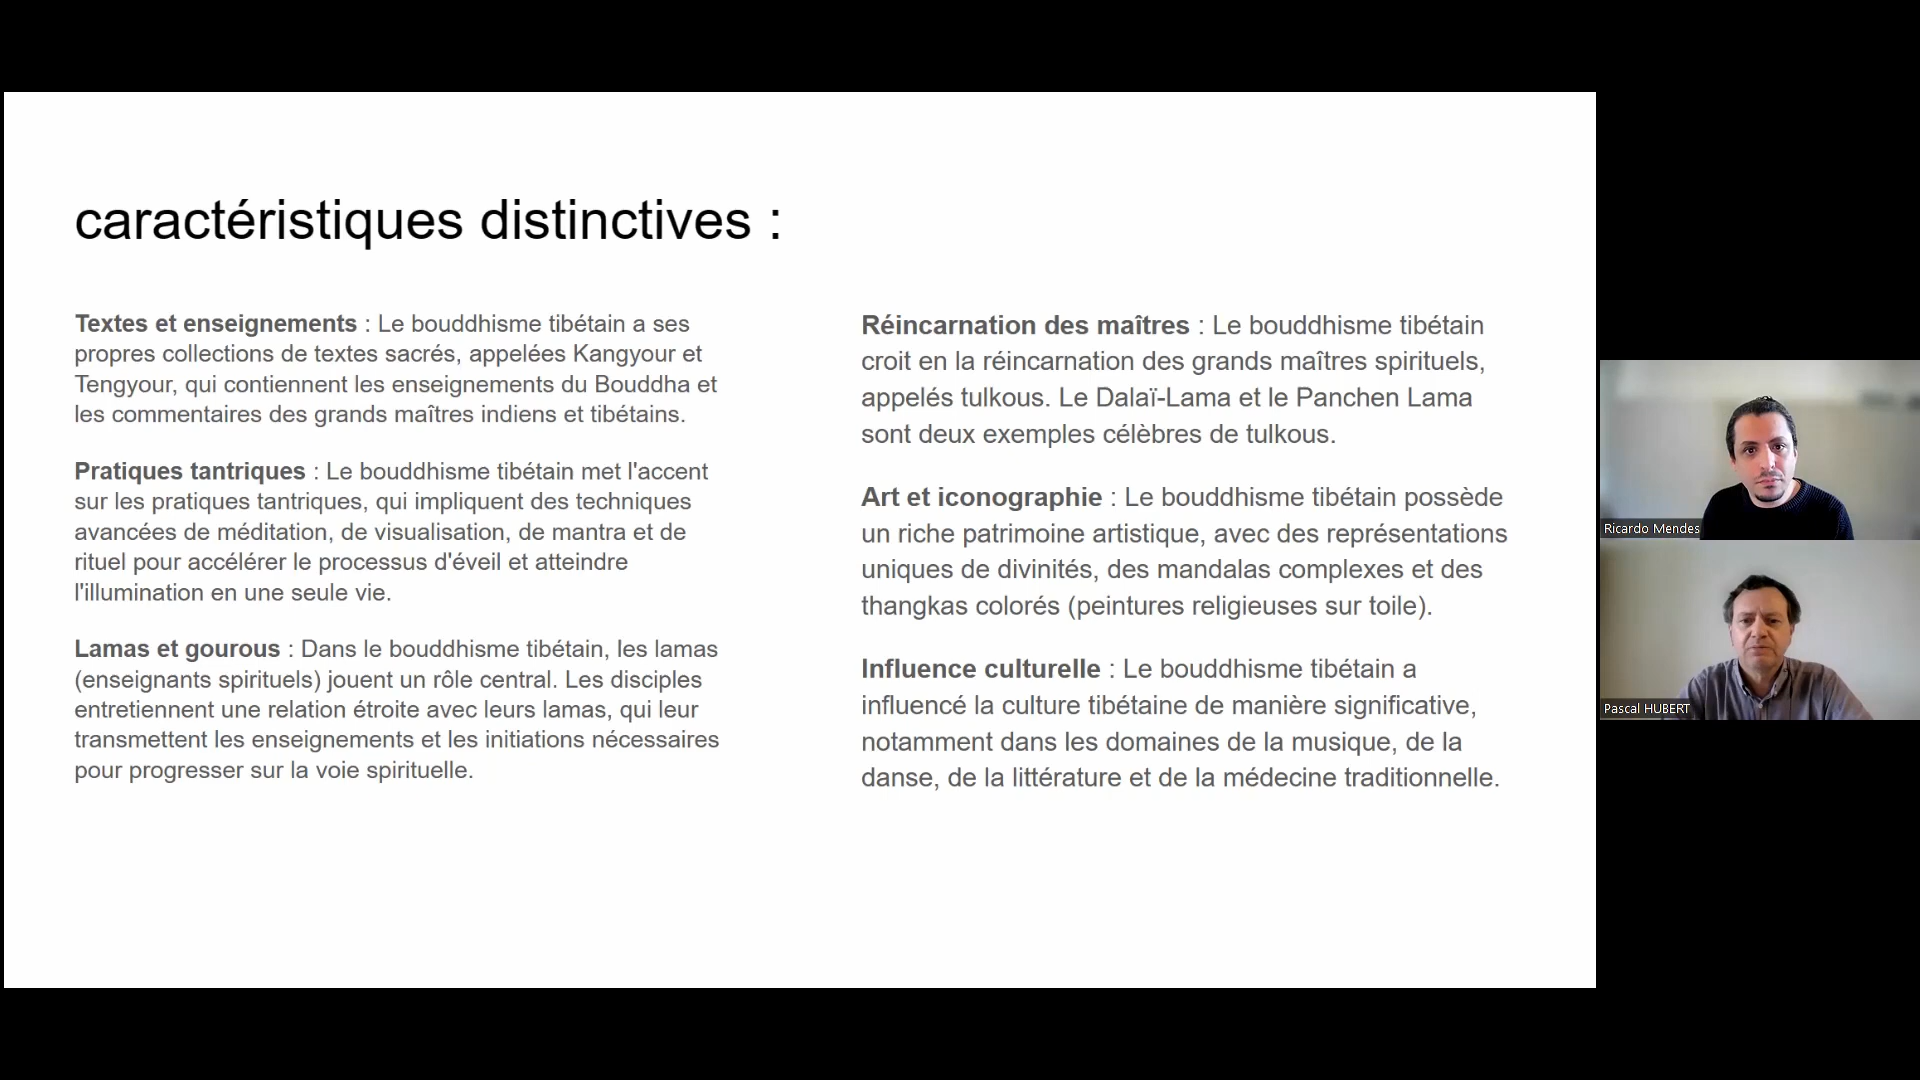 caractéristiques distinctives :
Textes et enseignements : Le bouddhisme tibétain a ses
propres collections de textes sacrés, appelées Kangyour et
Tengyour, qui contiennent les enseignements du Bouddha et
les commentaires des grands maîtres indiens et tibétains.
Pratiques tantriques : Le bouddhisme tibétain met l'accent
sur les pratiques tantriques, qui impliquent des techniques
avancées de méditation, de visualisation, de mantra et de
rituel pour accélérer le processus d'éveil et atteindre
l'illumination en une seule vie.
Lamas et gourous : Dans le bouddhisme tibétain, les lamas
(enseignants spirituels) jouent un rôle central. Les disciples
entretiennent une relation étroite avec leurs lamas, qui leur
transmettent les enseignements et les initiations nécessaires
pour progresser sur la voie spirituelle.
Réincarnation des maîtres : Le bouddhisme tibétain
croit en la réincarnation des grands maîtres spirituels,
appelés tulkous. Le Dalaï-Lama et le Panchen Lama
sont deux exemples célèbres de tulkous.
Art et iconographie : Le bouddhisme tibétain possède
un riche patrimoine artistique, avec des représentations
uniques de divinités, des mandalas complexes et des
thangkas colorés (peintures religieuses sur toile).
Influence culturelle : Le bouddhisme tibétain a
influencé la culture tibétaine de manière significative,
notamment dans les domaines de la musique, de la
danse, de la littérature et de la médecine traditionnelle.
Ricardo Mendes
Pascal HUBERT